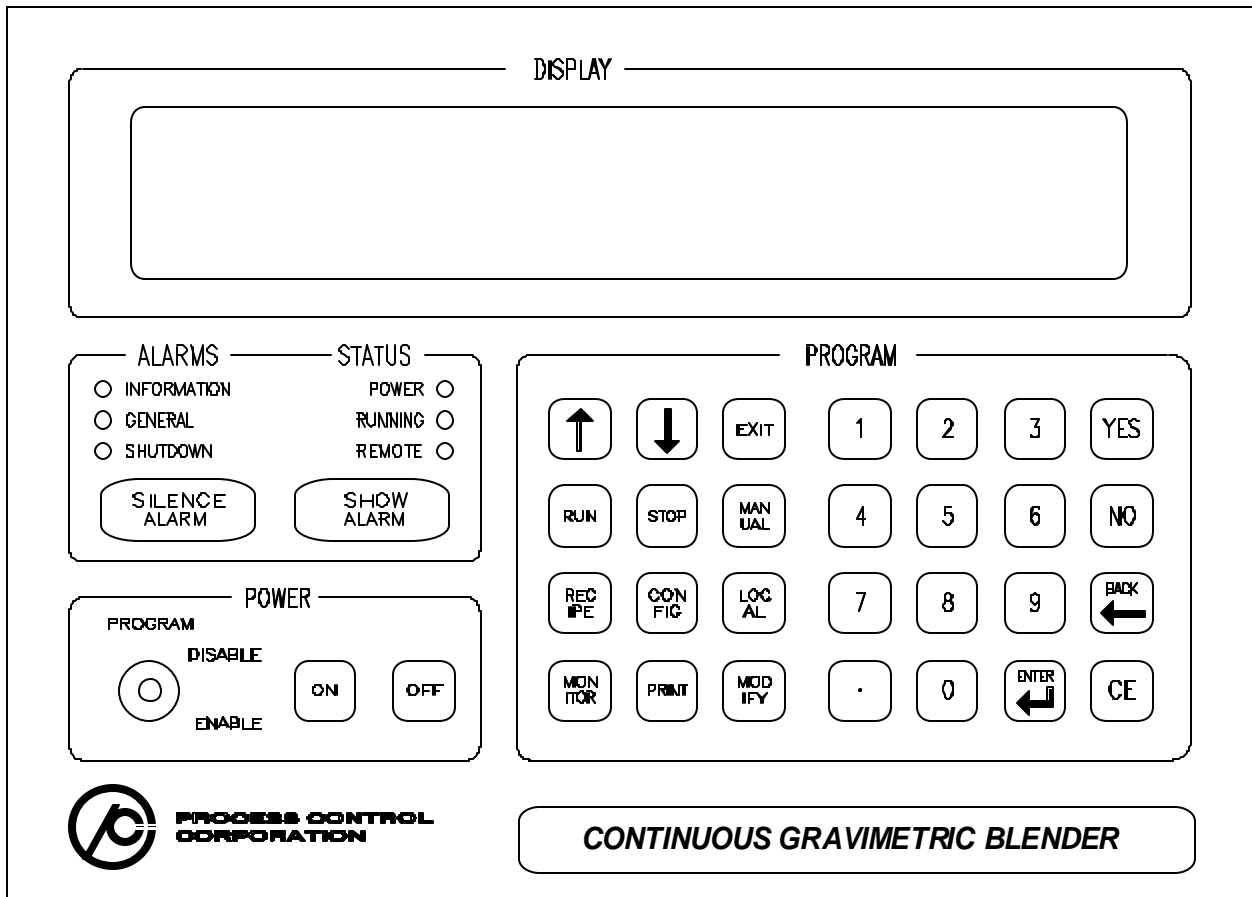 DISPLAY
ALARMS
STATUS
INFORMATION
POWER
GENERAL
RUNNING
SHUTDOWN
REMOTE
SILENCE
ALARM
SHOW
ALARM
POWER
PROGRAM
DISABLE
ENABLE
ON
OFF
PROGRAM
EXIT
1
2
3
YES
RUN
STOP
MAN
UAL
4
5
6
NO
REC
IPE
CON
FIG
LOC
AL
7
8
9
BACK
MON
ITOR
PRINT
MOD
IFY
.
0
ENTER
CE
PROCESS CONTROL
CORPORATION
CONTINUOUS GRAVIMETRIC BLENDER